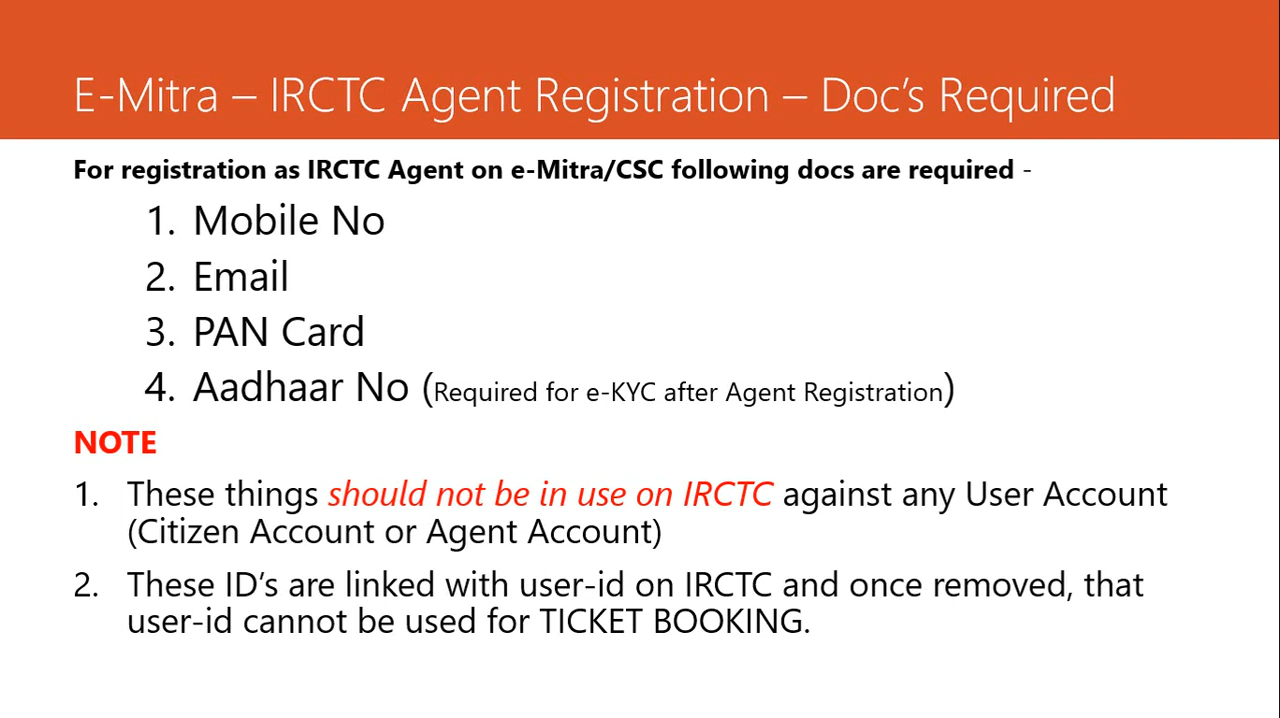 E-Mitra – IRCTC Agent Registration – Doc’s Required
For registration as IRCTC Agent on e-Mitra/CSC following docs are required -
1. Mobile No
2. Email
3. PAN Card
4. Aadhaar No (Required for e-KYC after Agent Registration)
NOTE
1. These things should not be in use on IRCTC against any User Account
(Citizen Account or Agent Account)
2. These ID’s are linked with user-id on IRCTC and once removed, that
user-id cannot be used for TICKET BOOKING.